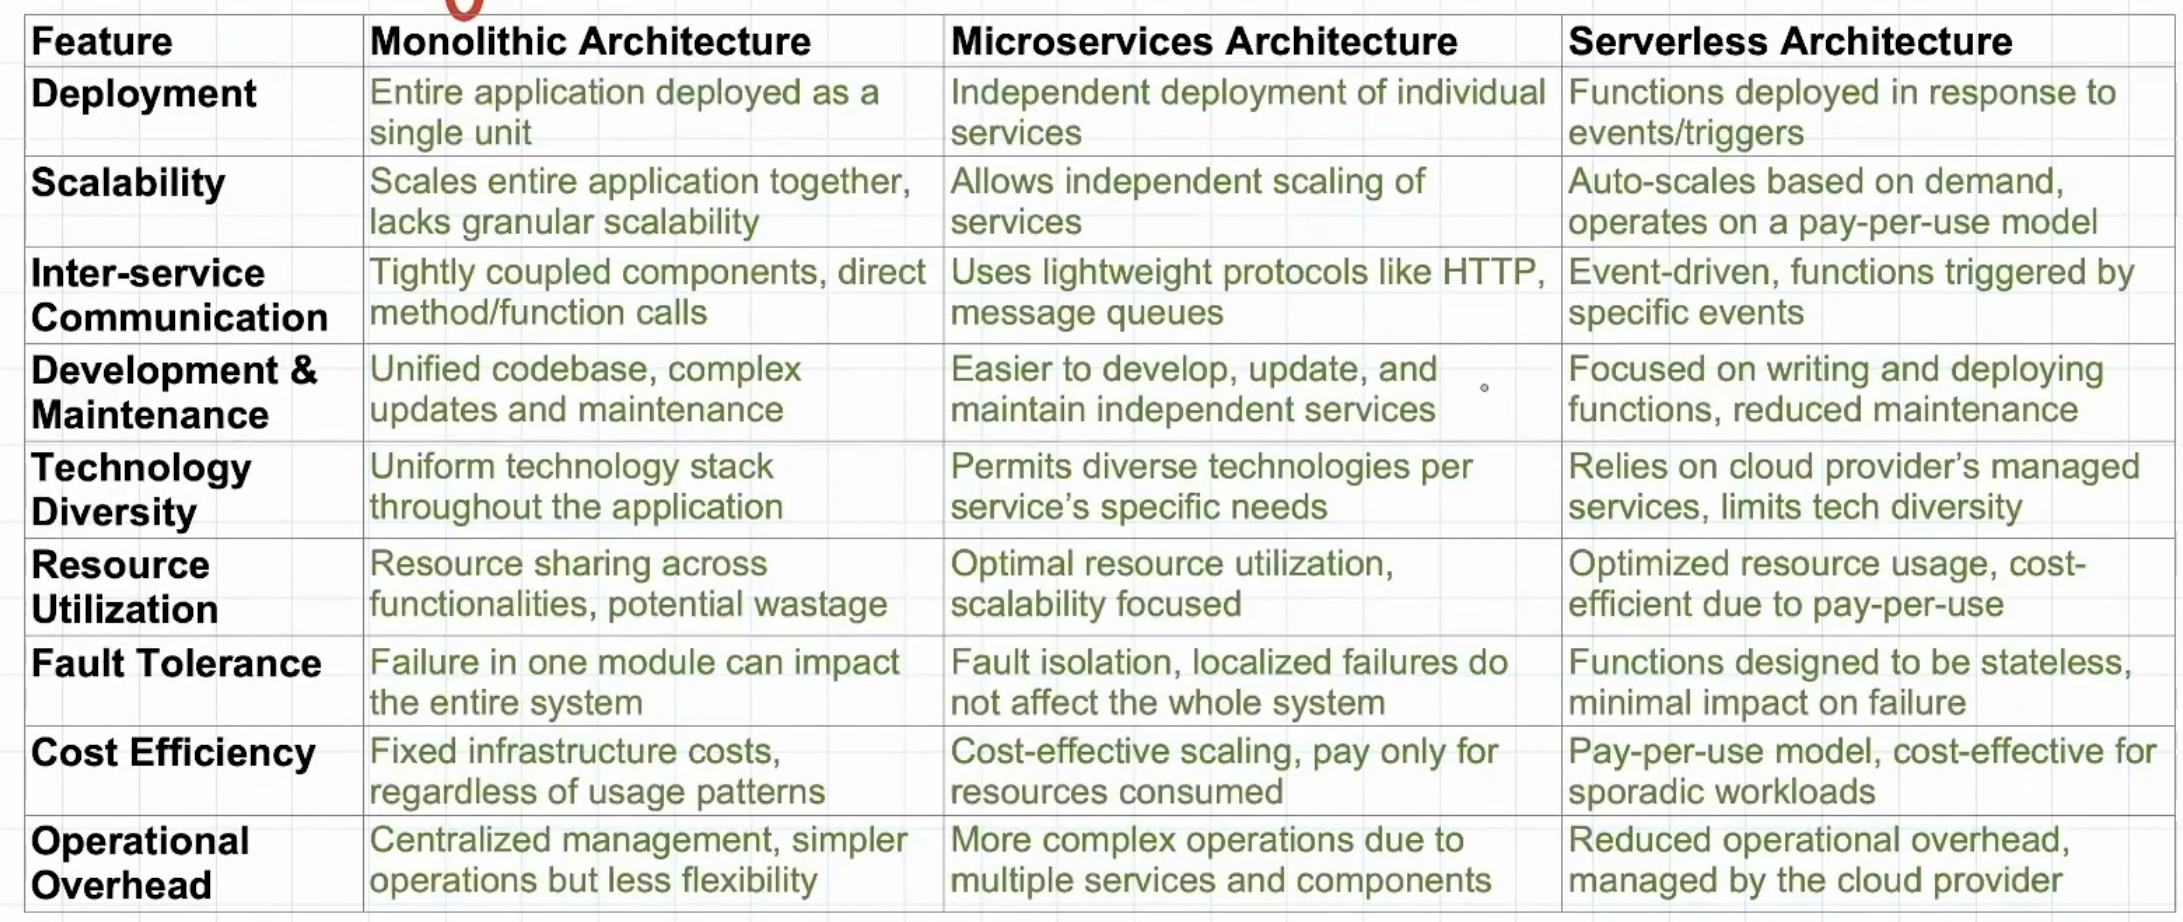 Feature Monolithic Architecture Microservices Architecture Serverless Architecture
Deployment
Entire application deployed as a
single unit
Independent deployment of individual
services
Functions deployed in response to
events/triggers
Scalability
Scales entire application together,
lacks granular scalability
Allows independent scaling of
services
Auto-scales based on demand,
operates on a pay-per-use model
Inter-service
Communication
Tightly coupled components, direct
method/function calls
Uses lightweight protocols like HTTP,
message queues
Event-driven, functions triggered by
specific events
Development &
Maintenance
Unified codebase, complex
updates and maintenance
Easier to develop, update, and
maintain independent services
Focused on writing and deploying
functions, reduced maintenance
Technology
Diversity
Uniform technology stack
throughout the application
Permits diverse technologies per
service’s specific needs
Relies on cloud provider’s managed
services, limits tech diversity
Resource
Utilization
Resource sharing across
functionalities, potential wastage
Optimal resource utilization,
scalability focused
Optimized resource usage, cost-
efficient due to pay-per-use
Fault Tolerance
Failure in one module can impact
the entire system
Fault isolation, localized failures do
not affect the whole system
Functions designed to be stateless,
minimal impact on failure
Cost Efficiency
Fixed infrastructure costs,
regardless of usage patterns
Cost-effective scaling, pay only for
resources consumed
Pay-per-use model, cost-effective for
sporadic workloads
Operational
Overhead
Centralized management, simpler
operations but less flexibility
More complex operations due to
multiple services and components
Reduced operational overhead,
managed by the cloud provider